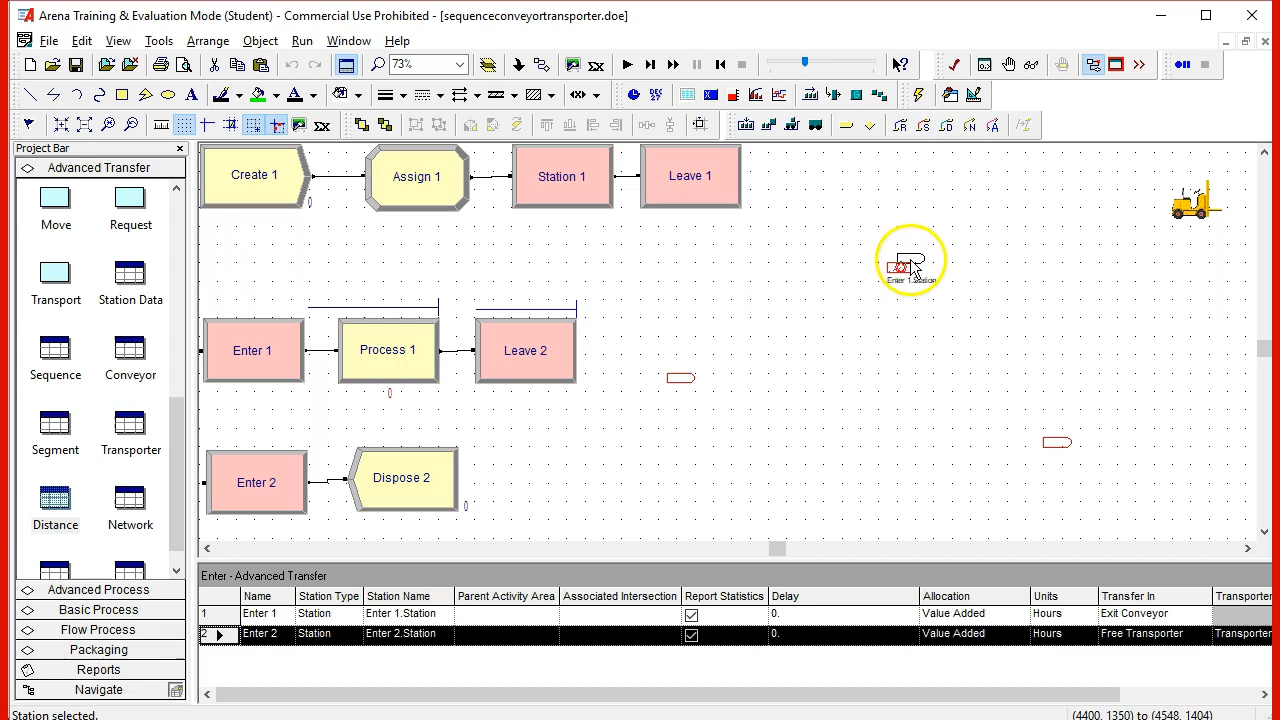 Arena Training & Evaluation Mode (Student) - Commercial Use Prohibited - [sequenceconveyortransporter.doe]
File Edit View Tools Arrange Object Run Window Help
73%
Project Bar
Advanced Transfer
Move Request
Transport Station Data
Sequence Conveyor
Segment Transporter
Distance Network
Advanced Process
Basic Process
Flow Process
Packaging
Reports
Navigate
Create 1 Assign 1 Station 1 Leave 1
0
Enter 1.Station
Enter 1 Process 1 Leave 2
0
Enter 2 Dispose 2
0
Enter - Advanced Transfer
Name Station Type Station Name Parent Activity Area Associated Intersection Report Statistics Delay Allocation Units Transfer In Transporter
1 Enter 1 Station Enter 1.Station 0. Value Added Hours Exit Conveyor
2 Enter 2 Station Enter 2.Station 0. Value Added Hours Free Transporter Transporter
Station selected. (4400, 1350) to (4548, 1404)